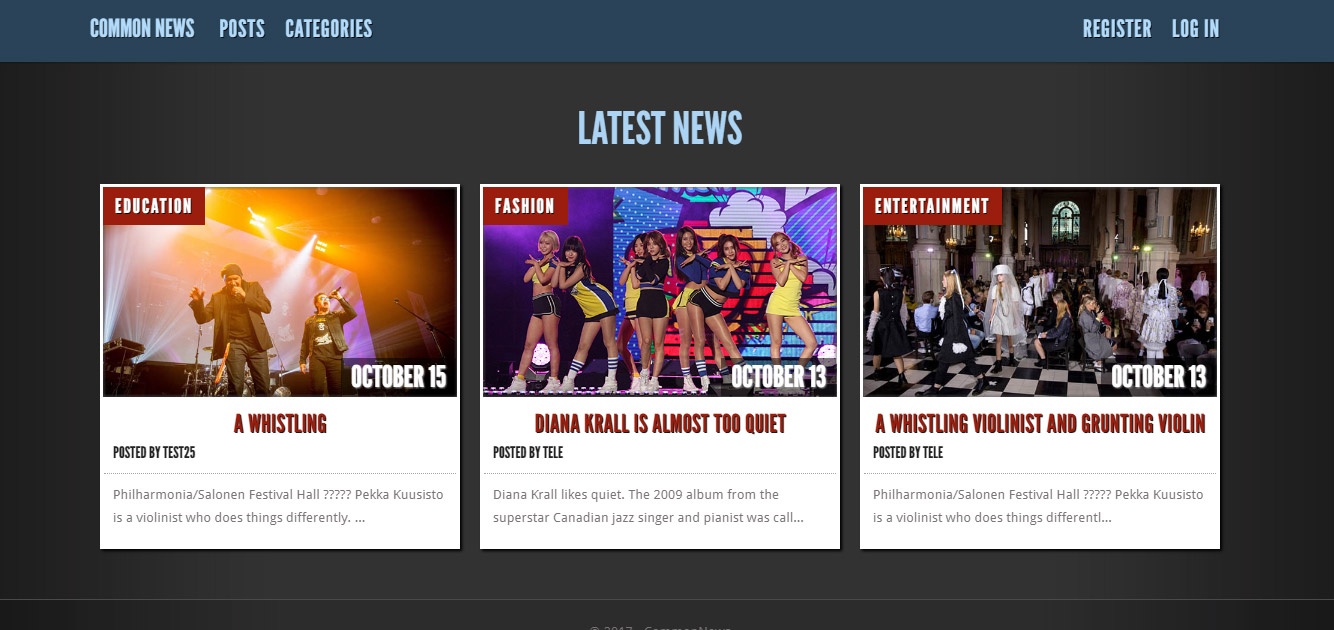 COMMON NEWS POSTS CATEGORIES REGISTER LOG IN
LATEST NEWS
EDUCATION
OCTOBER 15
A WHISTLING
POSTED BY TEST25
Philharmonia/Salonen Festival Hall ????? Pekka Kuusisto
is a violinist who does things differently. ...
FASHION
OCTOBER 13
DIANA KRALL IS ALMOST TOO QUIET
POSTED BY TELE
Diana Krall likes quiet. The 2009 album from the
superstar Canadian jazz singer and pianist was call...
ENTERTAINMENT
OCTOBER 13
A WHISTLING VIOLINIST AND GRUNTING VIOLIN
POSTED BY TELE
Philharmonia/Salonen Festival Hall ????? Pekka Kuusisto
is a violinist who does things differentl...
© 2017 - CommonNews